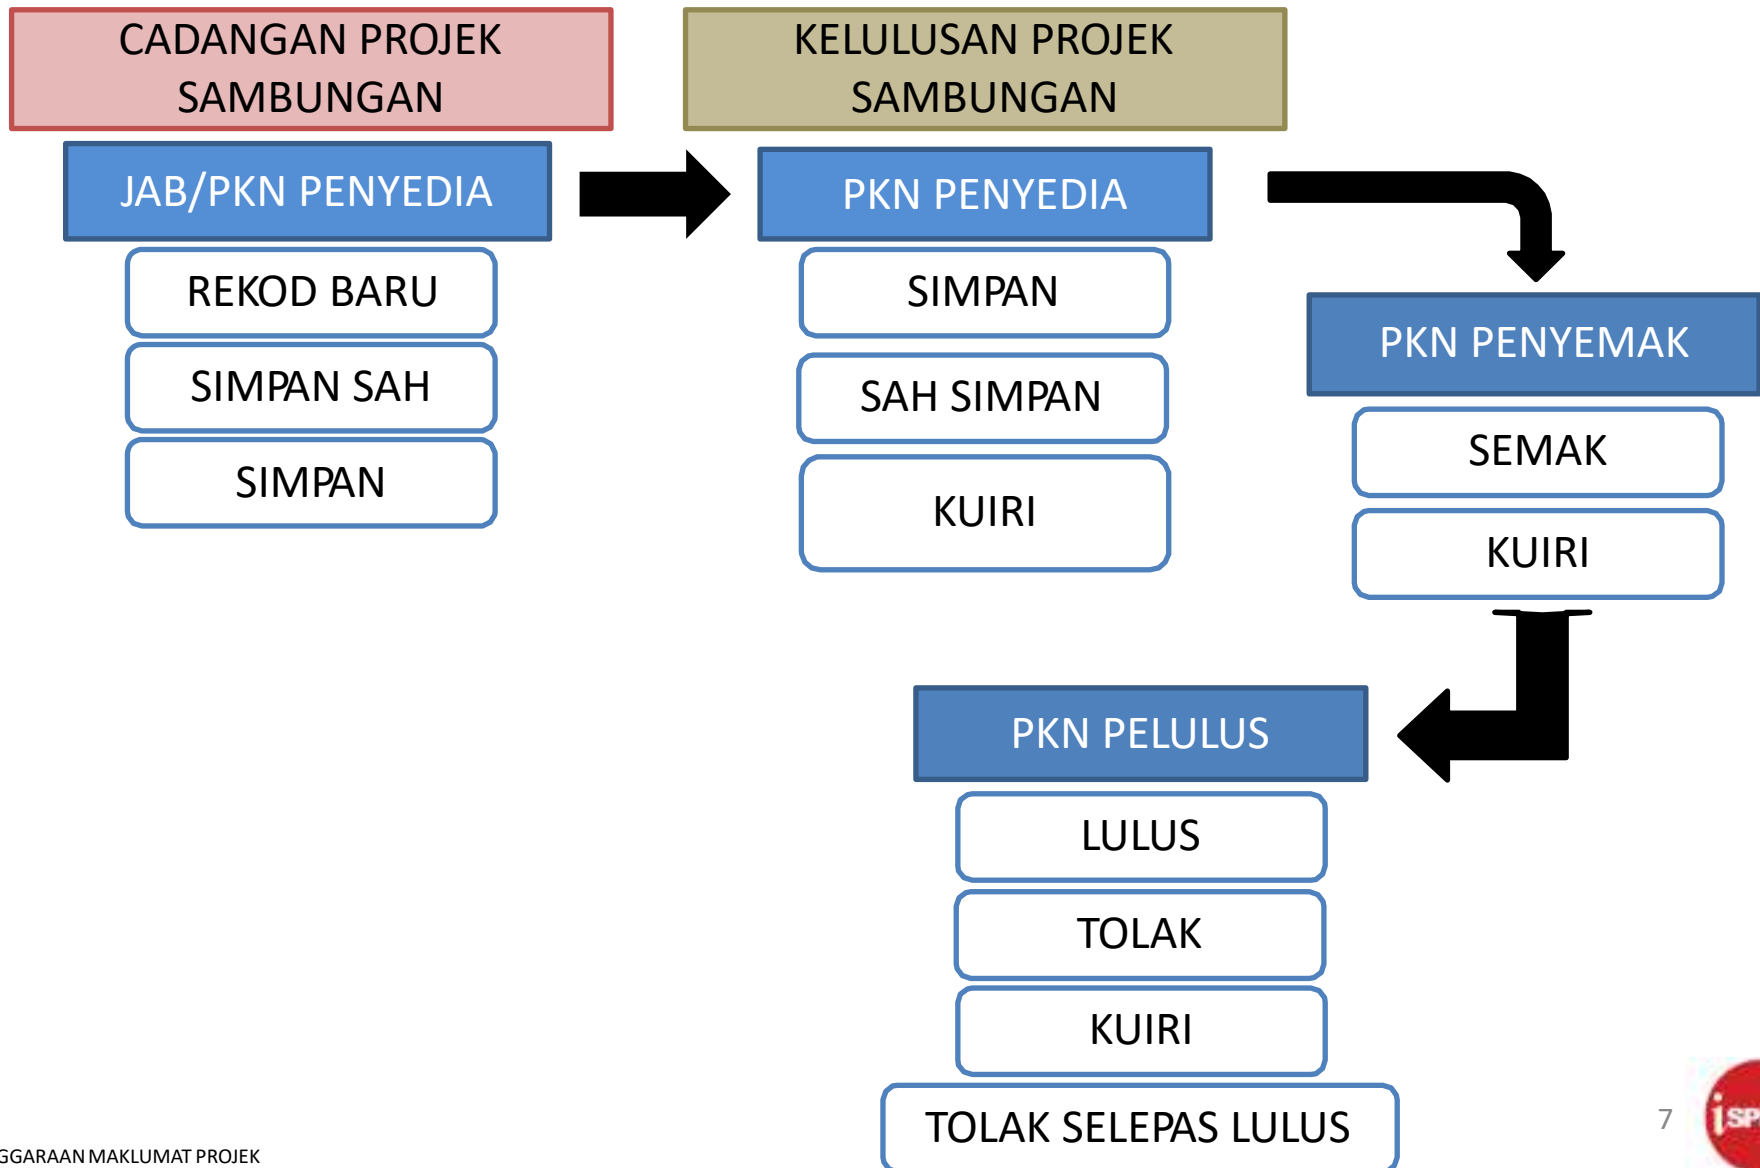 CADANGAN PROJEK
SAMBUNGAN
JAB/PKN PENYEDIA
REKOD BARU
SIMPAN SAH
SIMPAN
KELULUSAN PROJEK
SAMBUNGAN
PKN PENYEDIA
SIMPAN
SAH SIMPAN
KUIRI
PKN PENYEMAK
SEMAK
KUIRI
PKN PELULUS
LULUS
TOLAK
KUIRI
TOLAK SELEPAS LULUS
7
iSP
GGARAAN MAKLUMAT PROJEK